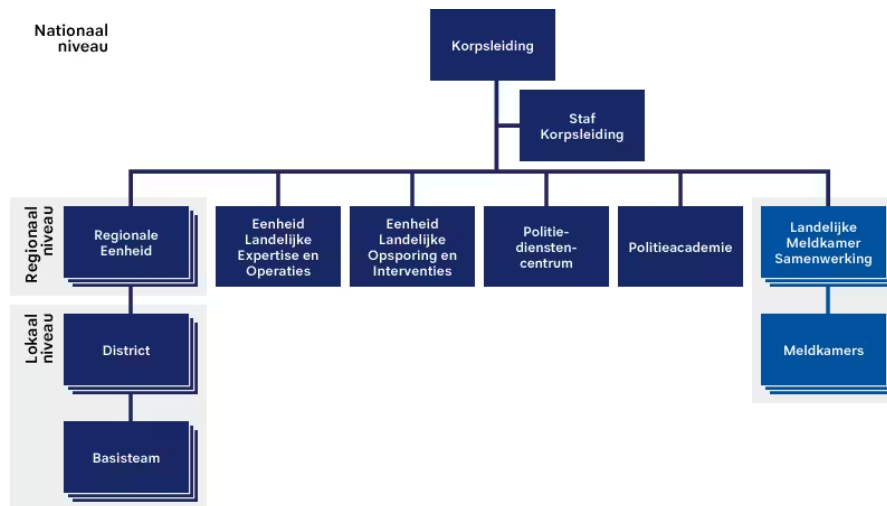 Nationaal
niveau
Korpsleiding
Staf
Korpsleiding
Regionaal
niveau
Regionale
Eenheid
Eenheid
Landelijke
Expertise en
Operaties
Eenheid
Landelijke
Opsporing en
Interventies
Politie-
diensten-
centrum
Politieacademie
Landelijke
Meldkamer
Samenwerking
Lokaal
niveau
District
Meldkamers
Basisteam